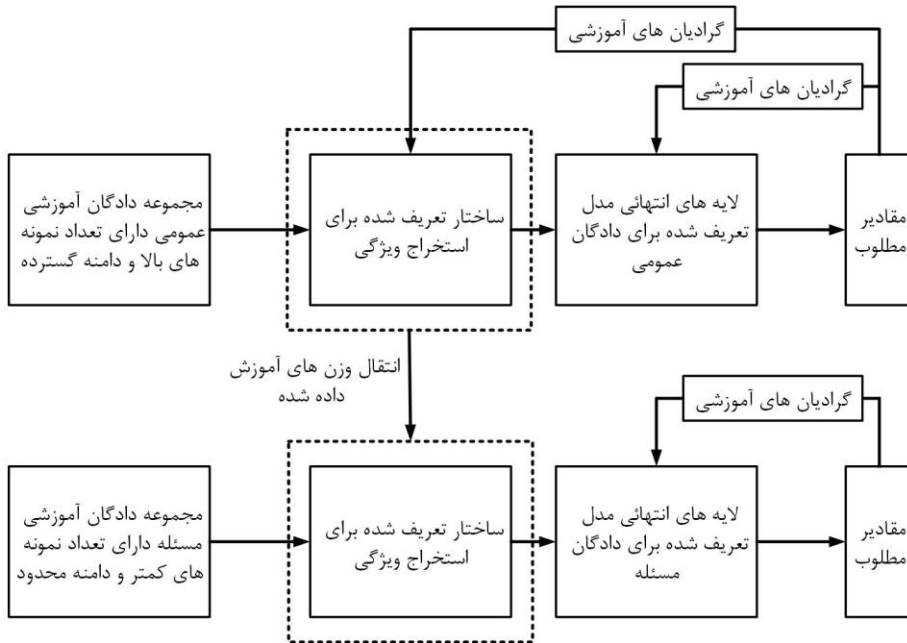 گرادیان های آموزشی
گرادیان های آموزشی
مجموعه دادگان آموزشی
عمومی دارای تعداد نمونه
های بالا و دامنه گسترده
ساختار تعریف شده برای
استخراج ویژگی
لایه های انتهائی مدل
تعریف شده برای دادگان
عمومی
مقادیر
مطلوب
انتقال وزن های آموزش
داده شده
گرادیان های آموزشی
مجموعه دادگان آموزشی
مسئله دارای تعداد نمونه
های کمتر و دامنه محدود
ساختار تعریف شده برای
استخراج ویژگی
لایه های انتهائی مدل
تعریف شده برای دادگان
مسئله
مقادیر
مطلوب